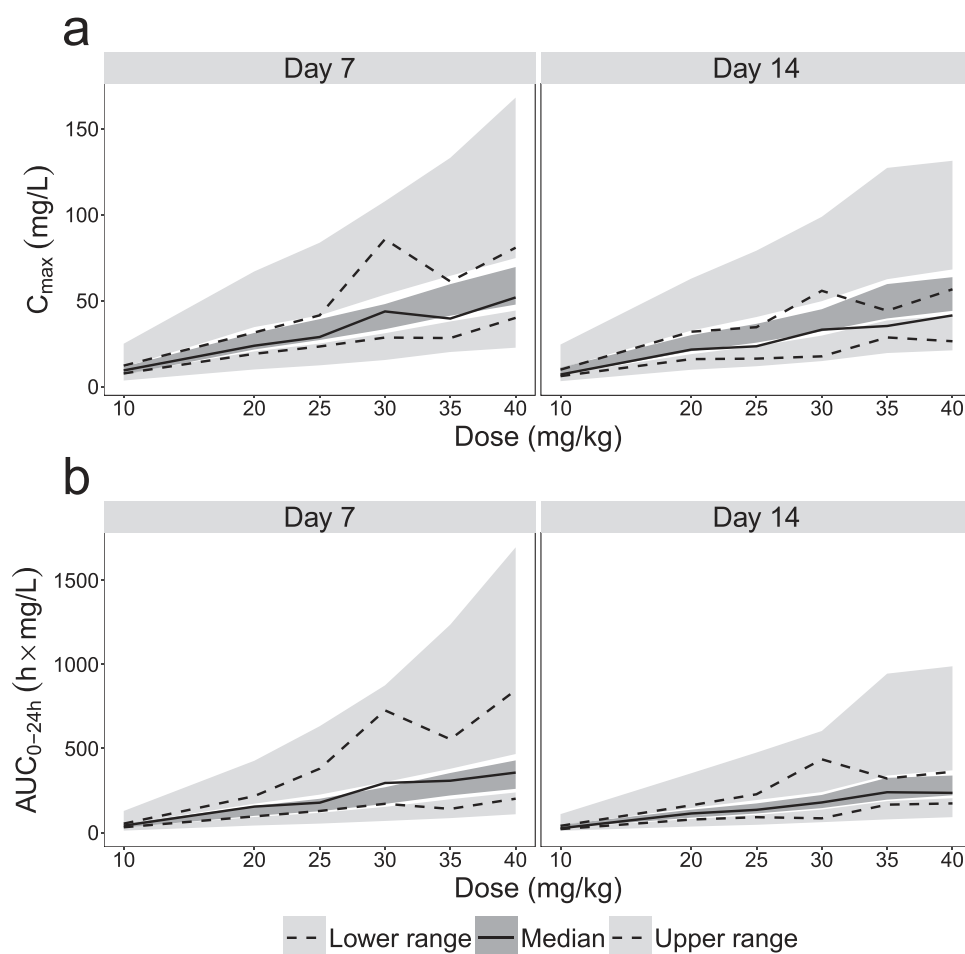 a
Day 7
Day 14
C_max (mg/L)
150
100
50
0
10 20 25 30 35 40
10 20 25 30 35 40
Dose (mg/kg)
b
Day 7
Day 14
AUC_0−24h (h × mg/L)
1500
1000
500
0
10 20 25 30 35 40
10 20 25 30 35 40
Dose (mg/kg)
Lower range Median Upper range